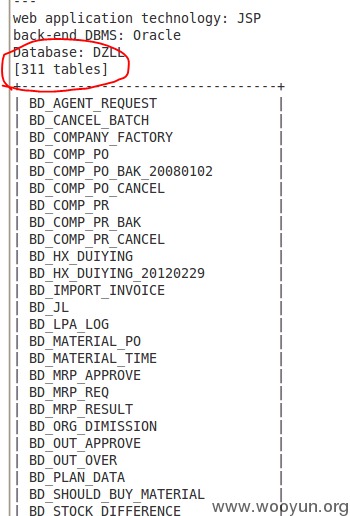 ---
web application technology: JSP
back-end DBMS: Oracle
Database: DZLL
[311 tables]
+--------------------------------+
| BD_AGENT_REQUEST |
| BD_CANCEL_BATCH |
| BD_COMPANY_FACTORY |
| BD_COMP_PO |
| BD_COMP_PO_BAK_20080102 |
| BD_COMP_PO_CANCEL |
| BD_COMP_PR |
| BD_COMP_PR_BAK |
| BD_COMP_PR_CANCEL |
| BD_HX_DUIYING |
| BD_HX_DUIYING_20120229 |
| BD_IMPORT_INVOICE |
| BD_JL |
| BD_LPA_LOG |
| BD_MATERIAL_PO |
| BD_MATERIAL_TIME |
| BD_MRP_APPROVE |
| BD_MRP_REQ |
| BD_MRP_RESULT |
| BD_ORG_DIMISSION |
| BD_OUT_APPROVE |
| BD_OUT_OVER |
| BD_PLAN_DATA |
| BD_SHOULD_BUY_MATERIAL |
| BD_STOCK_DIFFERENCE |
www.wooyun.org